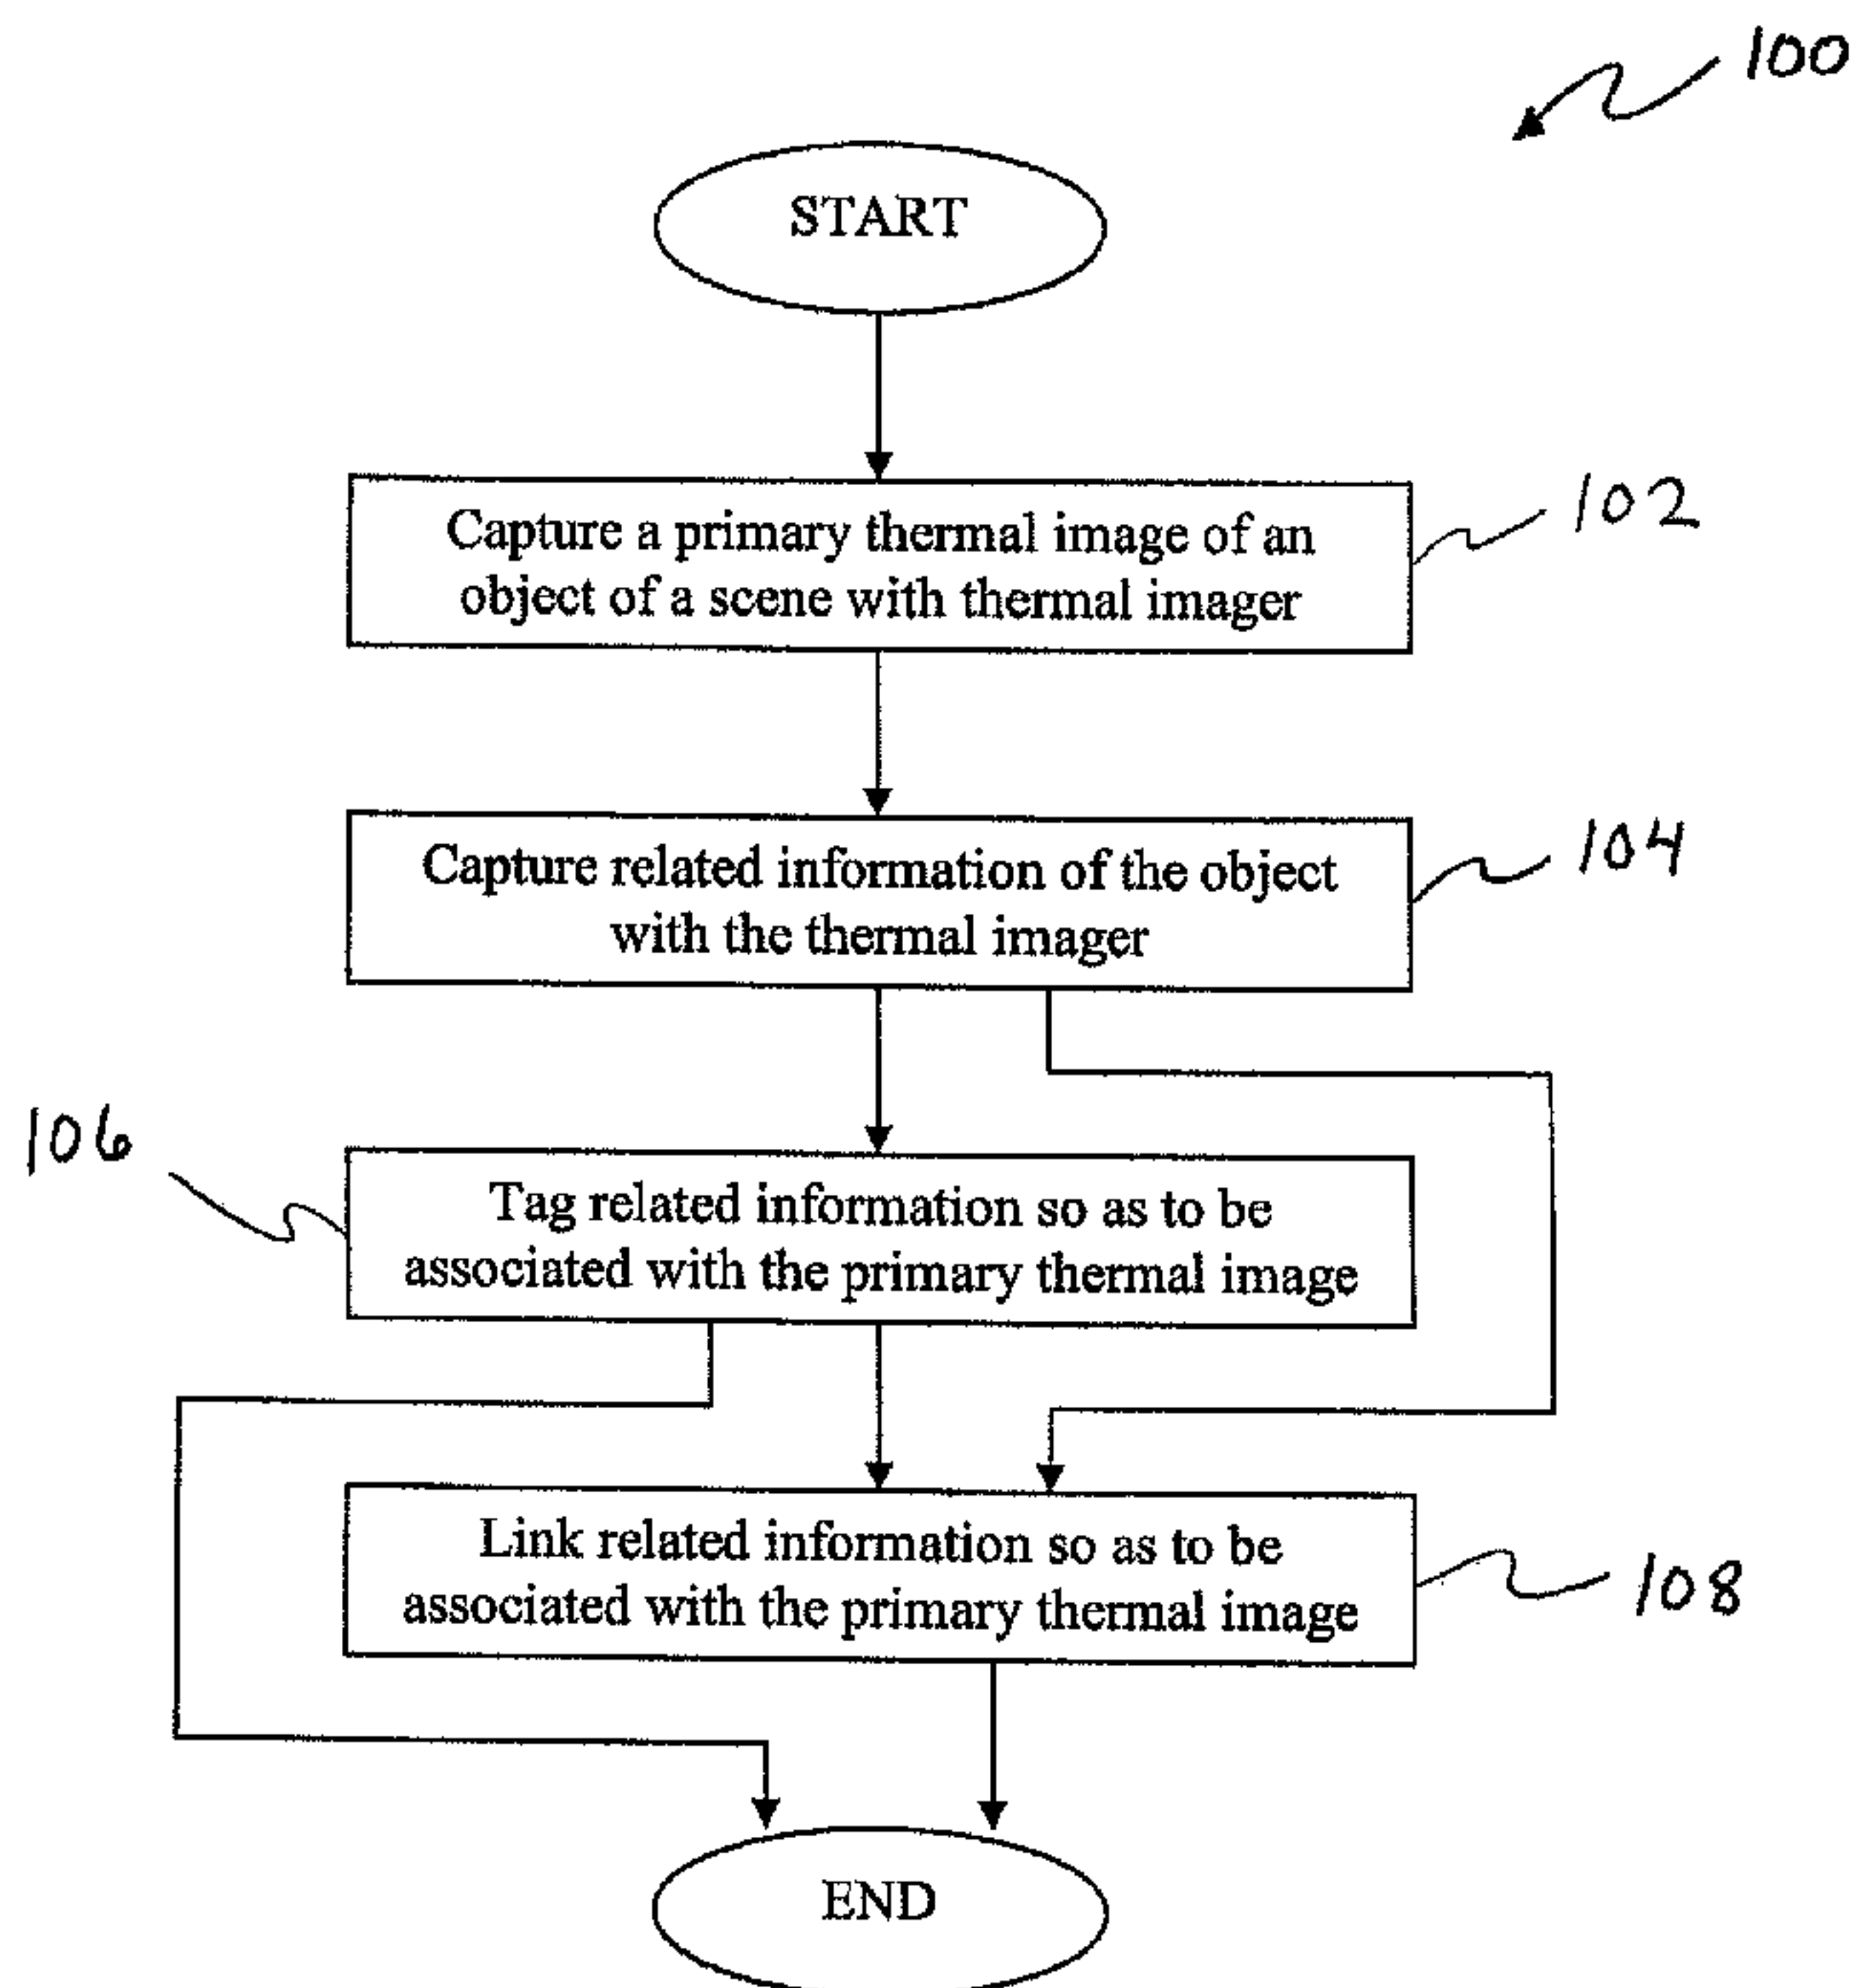 100
START
Capture a primary thermal image of an
object of a scene with thermal imager
102
Capture related information of the object
with the thermal imager
104
106
Tag related information so as to be
associated with the primary thermal image
Link related information so as to be
associated with the primary thermal image
108
END